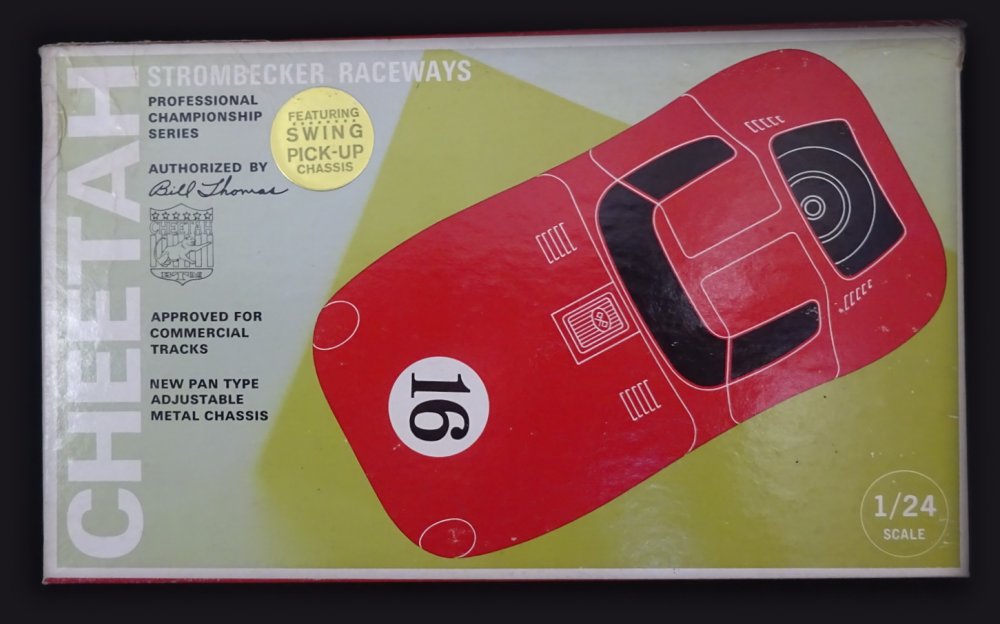 CHEETAH
STROMBECKER RACEWAYS
PROFESSIONAL
CHAMPIONSHIP
SERIES
FEATURING
SWING
PICK-UP
CHASSIS
AUTHORIZED BY
Bill Thomas
CHEETAH
APPROVED FOR
COMMERCIAL
TRACKS
NEW PAN TYPE
ADJUSTABLE
METAL CHASSIS
16
1/24
SCALE